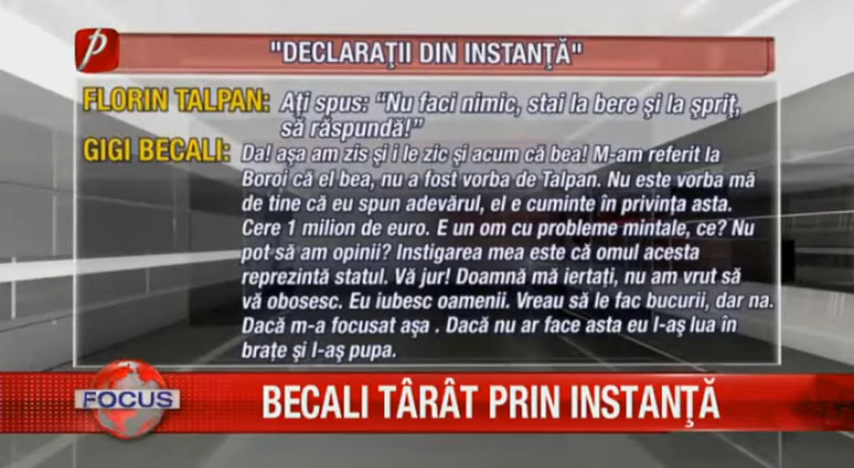 p
"DECLARAŢII DIN INSTANŢĂ"
FLORIN TALPAN: Aţi spus: "Nu faci nimic, stai la bere şi la şpriţ,
să răspundă!"
GIGI BECALI: Da! aşa am zis şi i le zic şi acum că bea! M-am referit la
Boroi că el bea, nu a fost vorba de Talpan. Nu este vorba mă
de tine că eu spun adevărul, el e cuminte în privinţa asta.
Cere 1 milion de euro. E un om cu probleme mintale, ce? Nu
pot să am opinii? Instigarea mea este că omul acesta
reprezintă statul. Vă jur! Doamnă mă iertaţi, nu am vrut să
vă obosesc. Eu iubesc oamenii. Vreau să le fac bucurii, dar na.
Dacă m-a focusat aşa . Dacă nu ar face asta eu l-aş lua în
braţe şi l-aş pupa.
FOCUS BECALI TÂRÂT PRIN INSTANŢĂ